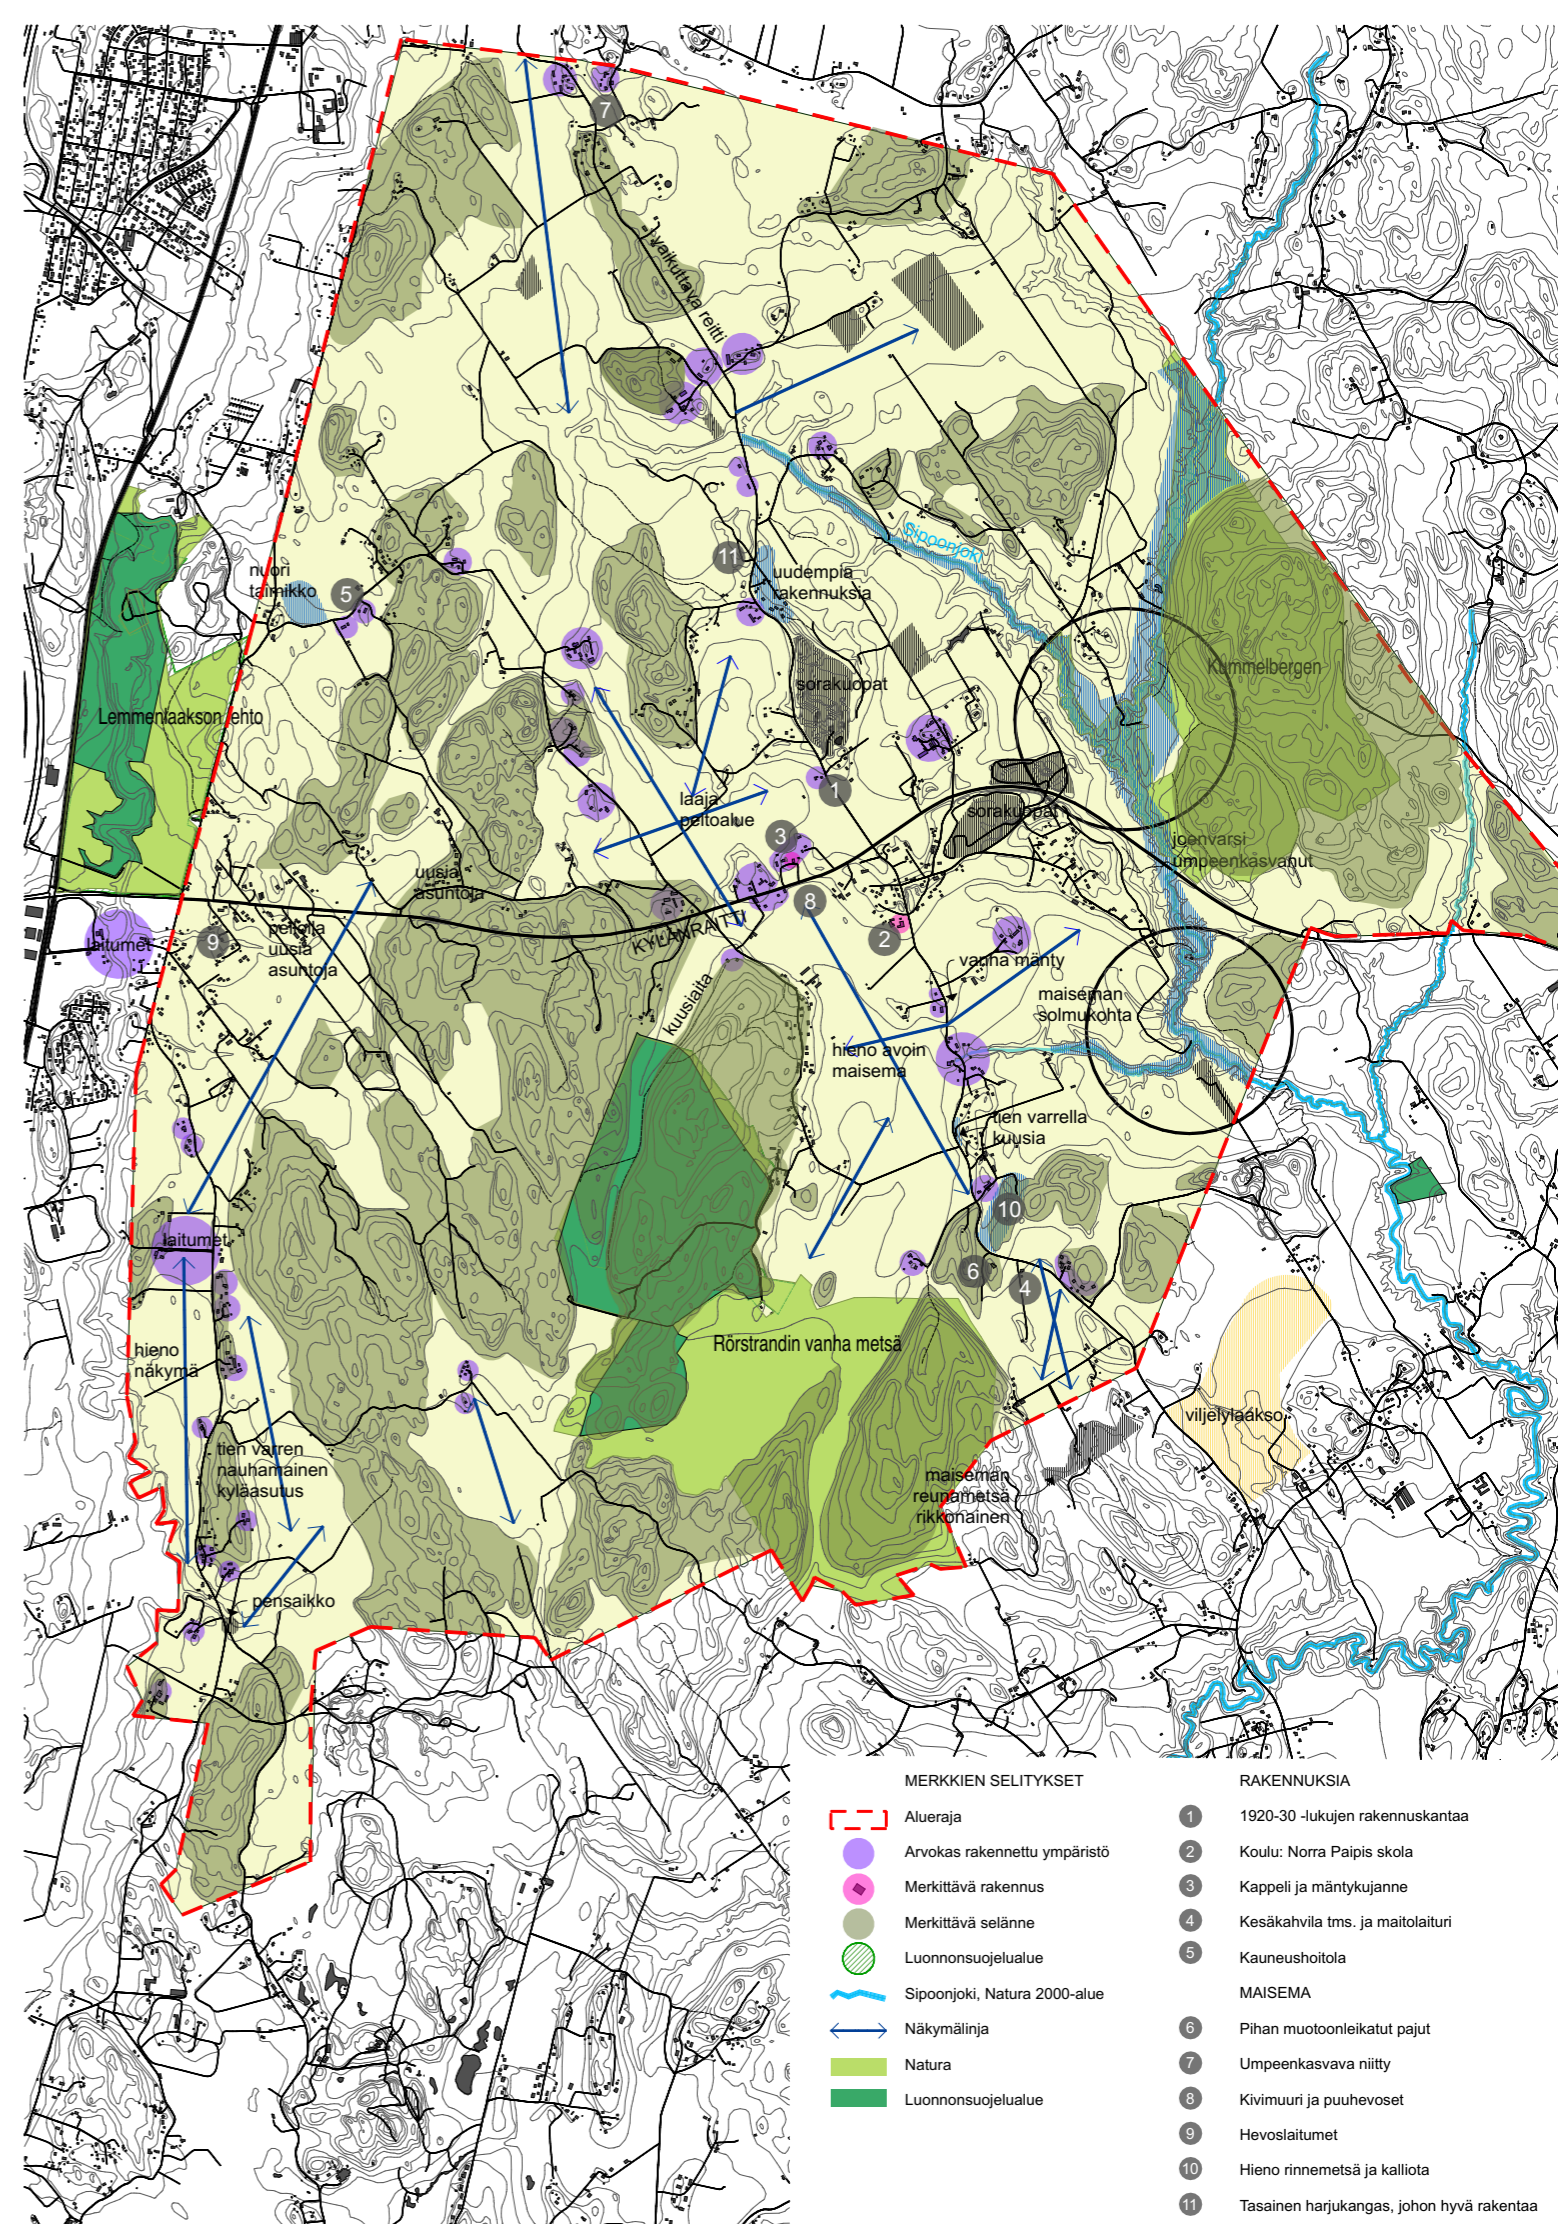 7
vaikuttava reitti
Sipoonjoki
11
uudempia
rakennuksia
nuori
taimikko
5
Kummelbergen
sorakuopat
Lemmenlaakson lehto
laaja
peltoalue
1
sorakuopat
3
joenvarsi
umpeenkasvanut
uusia
asuntoja
8
KYLÄNRAITTI
2
laitumet
9
pellolla
uusia
asuntoja
vanha mänty
kuusiaita
maiseman
solmukohta
hieno avoin
maisema
tien varrella
kuusia
10
laitumet
6
4
Rörstrandin vanha metsä
hieno
näkymä
viljelylaakso
tien varren
nauhamainen
kyläasutus
maiseman
reunametsä
rikkonainen
pensaikko
MERKKIEN SELITYKSET
Alueraja
Arvokas rakennettu ympäristö
Merkittävä rakennus
Merkittävä selänne
Luonnonsuojelualue
Sipoonjoki, Natura 2000-alue
Näkymälinja
Natura
Luonnonsuojelualue
RAKENNUKSIA
1 1920-30 -lukujen rakennuskantaa
2 Koulu: Norra Paipis skola
3 Kappeli ja mäntykujanne
4 Kesäkahvila tms. ja maitolaituri
5 Kauneushoitola
MAISEMA
6 Pihan muotoonleikatut pajut
7 Umpeenkasvava niitty
8 Kivimuuri ja puuhevoset
9 Hevoslaitumet
10 Hieno rinnemetsä ja kalliota
11 Tasainen harjukangas, johon hyvä rakentaa